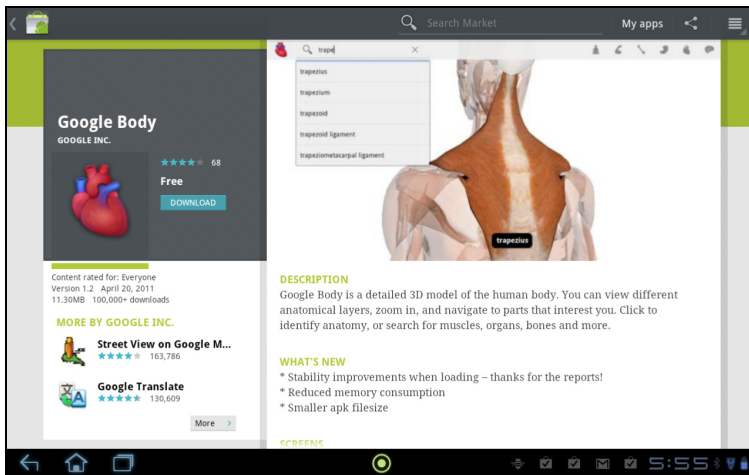 Search Market
My apps
Google Body
GOOGLE INC.
68
Free
DOWNLOAD
Content rated for: Everyone
Version 1.2 April 20, 2011
11.30MB 100,000+ downloads
MORE BY GOOGLE INC.
Street View on Google M...
163,786
Google Translate
130,609
More
trape
trapezius
trapezium
trapezoid
trapezoid ligament
trapeziometacarpal ligament
trapezius
DESCRIPTION
Google Body is a detailed 3D model of the human body. You can view different
anatomical layers, zoom in, and navigate to parts that interest you. Click to
identify anatomy, or search for muscles, organs, bones and more.
WHAT'S NEW
* Stability improvements when loading – thanks for the reports!
* Reduced memory consumption
* Smaller apk filesize
SCREENS
5:55